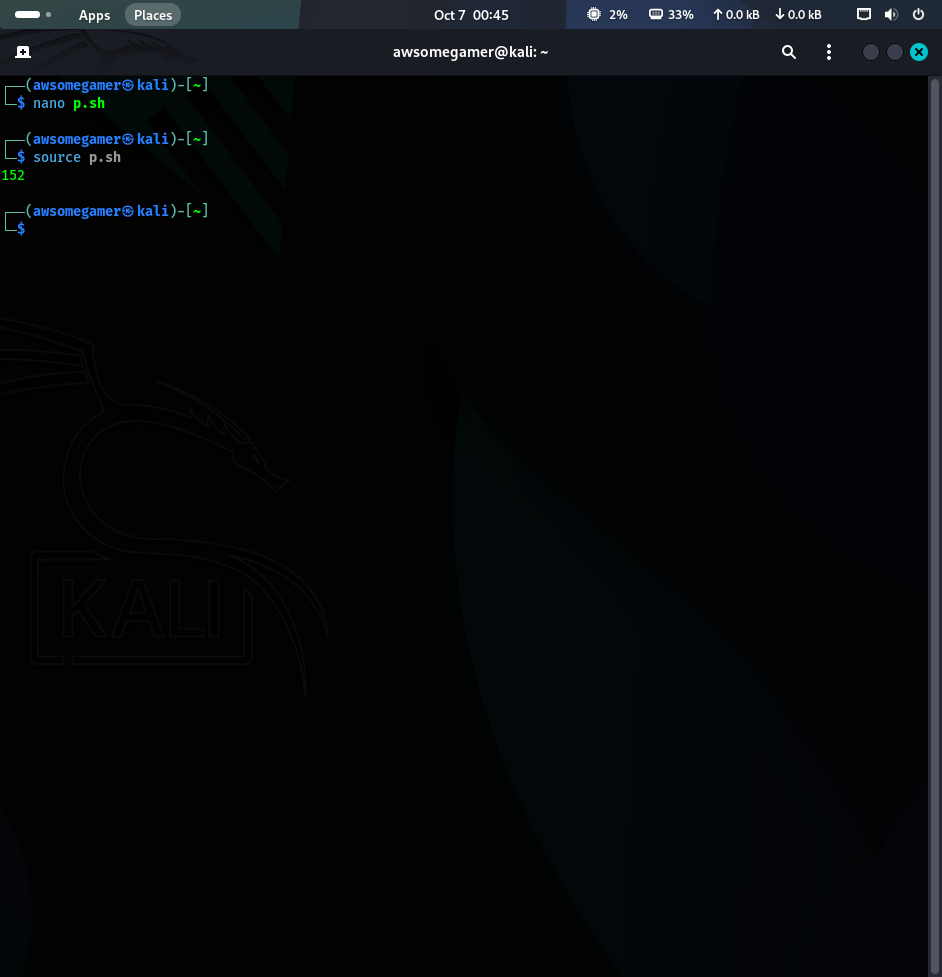 Apps Places Oct 7 00:45 2% 33% ↑0.0 kB ↓0.0 kB
awsomegamer@kali: ~
┌──(awsomegamer㉿kali)-[~]
└─$ nano p.sh
┌──(awsomegamer㉿kali)-[~]
└─$ source p.sh
152
┌──(awsomegamer㉿kali)-[~]
└─$
KALI